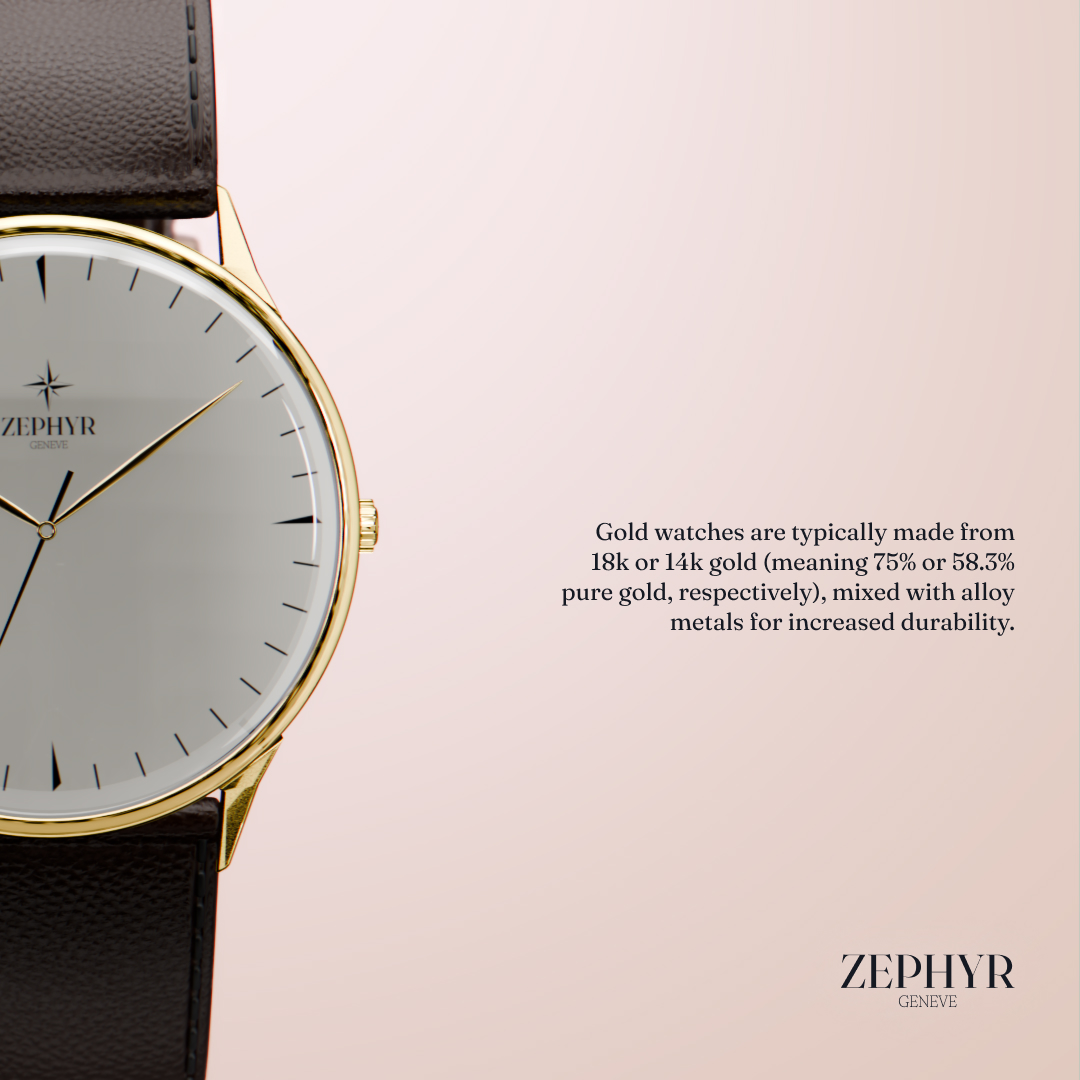 ZEPHYR
GENEVE
Gold watches are typically made from
18k or 14k gold (meaning 75% or 58.3%
pure gold, respectively), mixed with alloy
metals for increased durability.
ZEPHYR
GENEVE